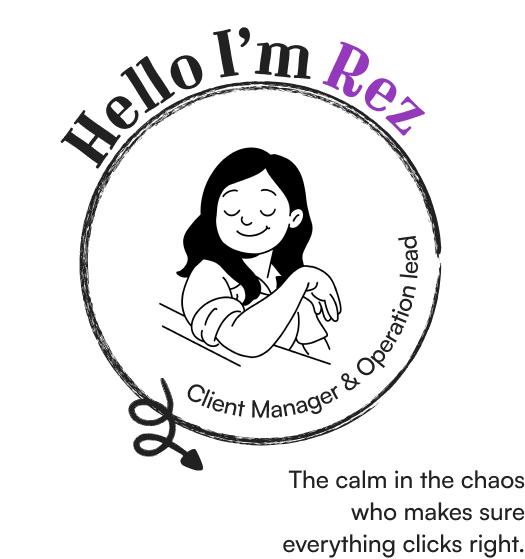 Hello I'm Rez
Client Manager & Operation lead
The calm in the chaos
who makes sure
everything clicks right.